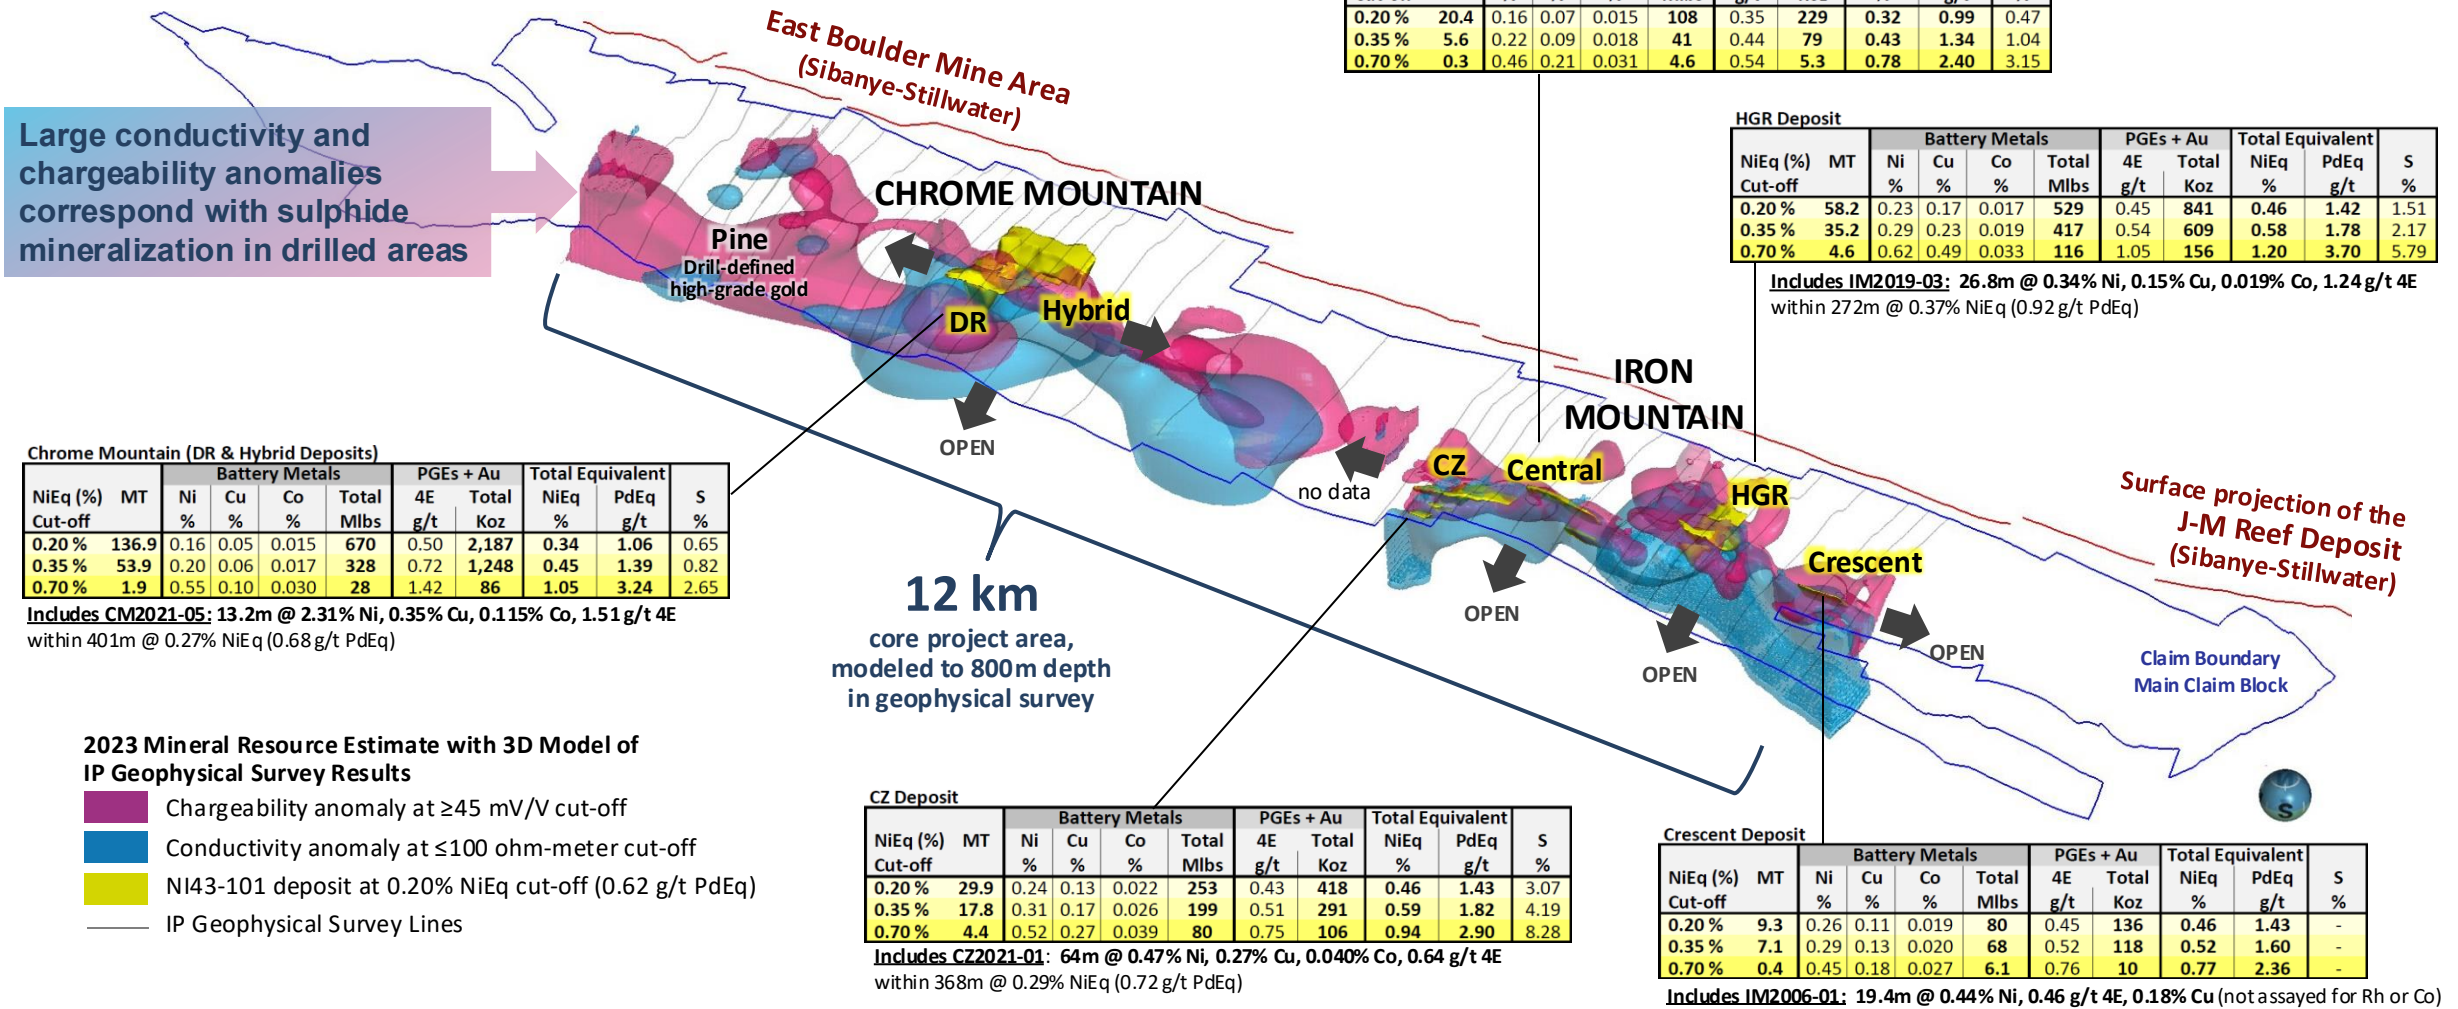 0.20 % 20.4 0.16 0.07 0.015 108 0.35 229 0.32 0.99 0.47
0.35 % 5.6 0.22 0.09 0.018 41 0.44 79 0.43 1.34 1.04
0.70 % 0.3 0.46 0.21 0.031 4.6 0.54 5.3 0.78 2.40 3.15
East Boulder Mine Area
(Sibanye-Stillwater)
Large conductivity and
chargeability anomalies
correspond with sulphide
mineralization in drilled areas
CHROME MOUNTAIN
Pine
Drill-defined
high-grade gold
DR
Hybrid
OPEN
HGR Deposit
Battery Metals PGEs + Au Total Equivalent
NiEq (%) MT Ni Cu Co Total 4E Total NiEq PdEq S
Cut-off % % % Mlbs g/t Koz % g/t %
0.20 % 58.2 0.23 0.17 0.017 529 0.45 841 0.46 1.42 1.51
0.35 % 35.2 0.29 0.23 0.019 417 0.54 609 0.58 1.78 2.17
0.70 % 4.6 0.62 0.49 0.033 116 1.05 156 1.20 3.70 5.79
Includes IM2019-03: 26.8m @ 0.34% Ni, 0.15% Cu, 0.019% Co, 1.24 g/t 4E
within 272m @ 0.37% NiEq (0.92 g/t PdEq)
IRON
MOUNTAIN
no data
CZ
Central
HGR
Crescent
OPEN
OPEN
OPEN
Surface projection of the
J-M Reef Deposit
(Sibanye-Stillwater)
Claim Boundary
Main Claim Block
Chrome Mountain (DR & Hybrid Deposits)
Battery Metals PGEs + Au Total Equivalent
NiEq (%) MT Ni Cu Co Total 4E Total NiEq PdEq S
Cut-off % % % Mlbs g/t Koz % g/t %
0.20 % 136.9 0.16 0.05 0.015 670 0.50 2,187 0.34 1.06 0.65
0.35 % 53.9 0.20 0.06 0.017 328 0.72 1,248 0.45 1.39 0.82
0.70 % 1.9 0.55 0.10 0.030 28 1.42 86 1.05 3.24 2.65
Includes CM2021-05: 13.2m @ 2.31% Ni, 0.35% Cu, 0.115% Co, 1.51 g/t 4E
within 401m @ 0.27% NiEq (0.68 g/t PdEq)
12 km
core project area,
modeled to 800m depth
in geophysical survey
2023 Mineral Resource Estimate with 3D Model of
IP Geophysical Survey Results
Chargeability anomaly at ≥45 mV/V cut-off
Conductivity anomaly at ≤100 ohm-meter cut-off
NI43-101 deposit at 0.20% NiEq cut-off (0.62 g/t PdEq)
IP Geophysical Survey Lines
CZ Deposit
Battery Metals PGEs + Au Total Equivalent
NiEq (%) MT Ni Cu Co Total 4E Total NiEq PdEq S
Cut-off % % % Mlbs g/t Koz % g/t %
0.20 % 29.9 0.24 0.13 0.022 253 0.43 418 0.46 1.43 3.07
0.35 % 17.8 0.31 0.17 0.026 199 0.51 291 0.59 1.82 4.19
0.70 % 4.4 0.52 0.27 0.039 80 0.75 106 0.94 2.90 8.28
Includes CZ2021-01: 64m @ 0.47% Ni, 0.27% Cu, 0.040% Co, 0.64 g/t 4E
within 368m @ 0.29% NiEq (0.72 g/t PdEq)
S
Crescent Deposit
Battery Metals PGEs + Au Total Equivalent
NiEq (%) MT Ni Cu Co Total 4E Total NiEq PdEq S
Cut-off % % % Mlbs g/t Koz % g/t %
0.20 % 9.3 0.26 0.11 0.019 80 0.45 136 0.46 1.43 -
0.35 % 7.1 0.29 0.13 0.020 68 0.52 118 0.52 1.60 -
0.70 % 0.4 0.45 0.18 0.027 6.1 0.76 10 0.77 2.36 -
Includes IM2006-01: 19.4m @ 0.44% Ni, 0.46 g/t 4E, 0.18% Cu (not assayed for Rh or Co)